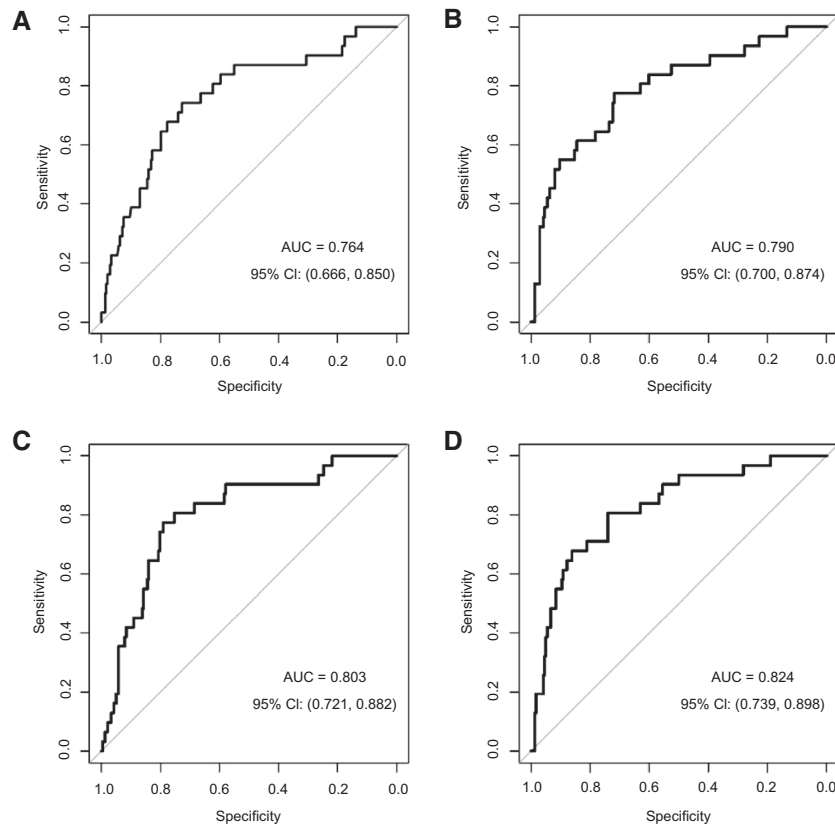 A
1.0
0.8
0.6
0.4
0.2
0.0
Sensitivity
AUC = 0.764
95% CI: (0.666, 0.850)
1.0 0.8 0.6 0.4 0.2 0.0
Specificity
B
1.0
0.8
0.6
0.4
0.2
0.0
Sensitivity
AUC = 0.790
95% CI: (0.700, 0.874)
1.0 0.8 0.6 0.4 0.2 0.0
Specificity
C
1.0
0.8
0.6
0.4
0.2
0.0
Sensitivity
AUC = 0.803
95% CI: (0.721, 0.882)
1.0 0.8 0.6 0.4 0.2 0.0
Specificity
D
1.0
0.8
0.6
0.4
0.2
0.0
Sensitivity
AUC = 0.824
95% CI: (0.739, 0.898)
1.0 0.8 0.6 0.4 0.2 0.0
Specificity